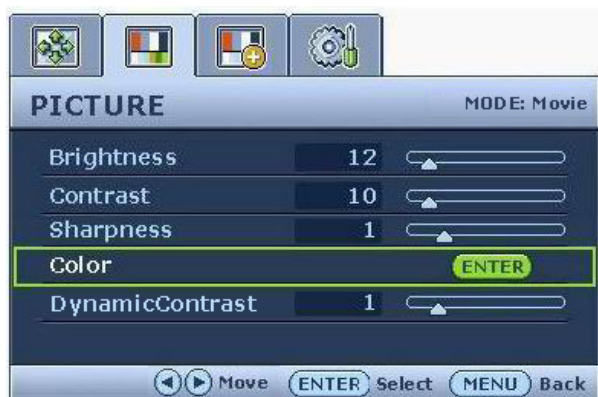 PICTURE MODE: Movie
Brightness 12
Contrast 10
Sharpness 1
Color ENTER
DynamicContrast 1
Move ENTER Select MENU Back